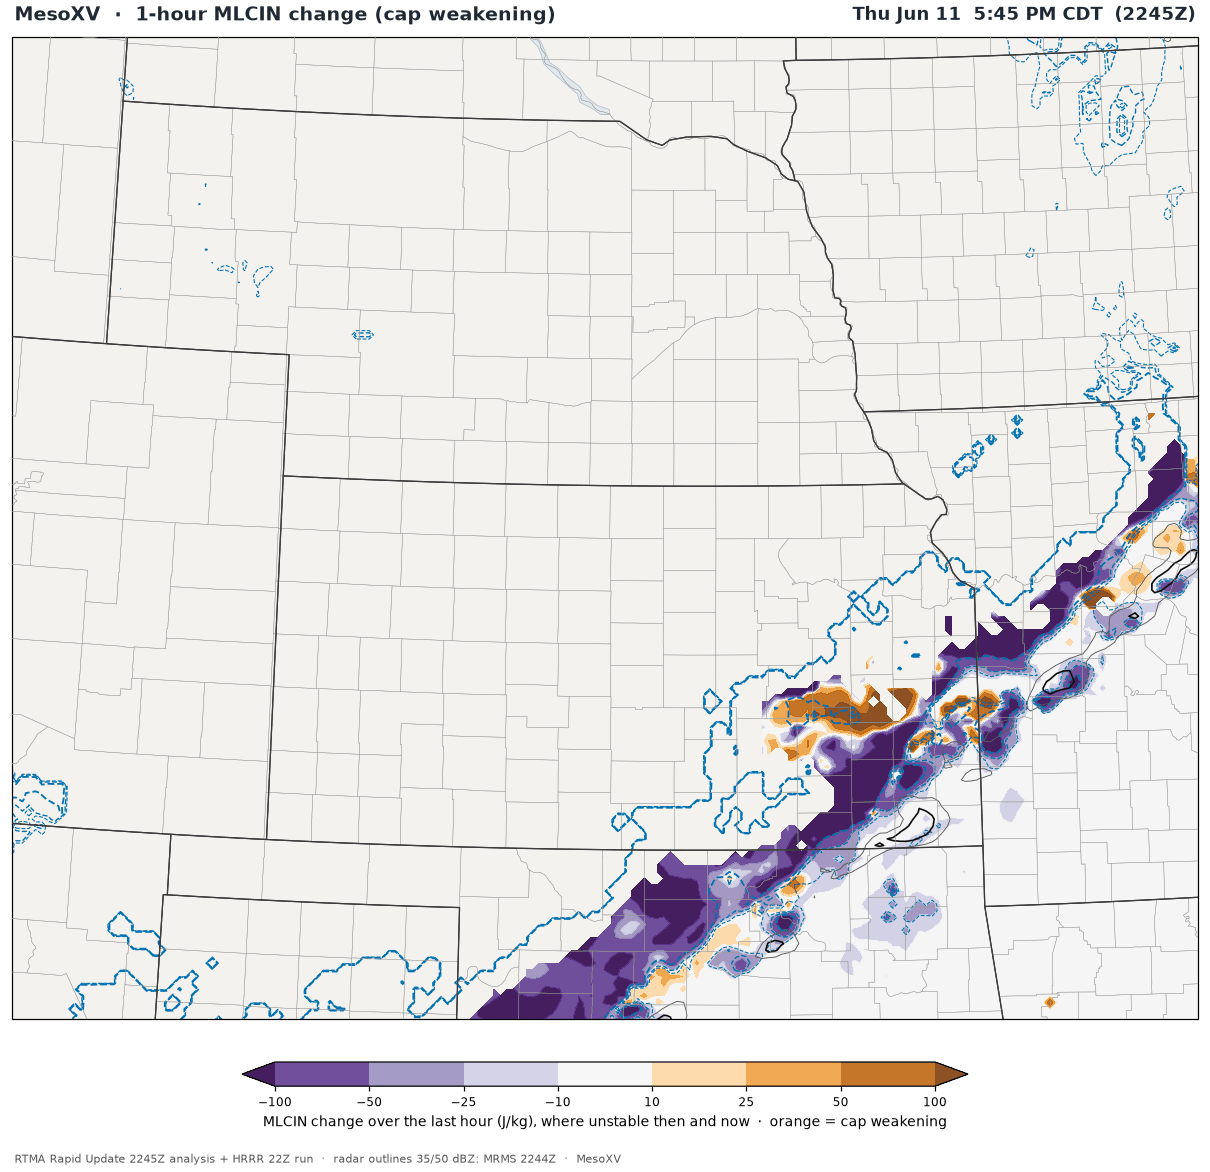 MesoXV · 1-hour MLCIN change (cap weakening)
Thu Jun 11 5:45 PM CDT (2245Z)
−100 −50 −25 −10 10 25 50 100
MLCIN change over the last hour (J/kg), where unstable then and now · orange = cap weakening
RTMA Rapid Update 2245Z analysis + HRRR 22Z run · radar outlines 35/50 dBZ: MRMS 2244Z · MesoXV